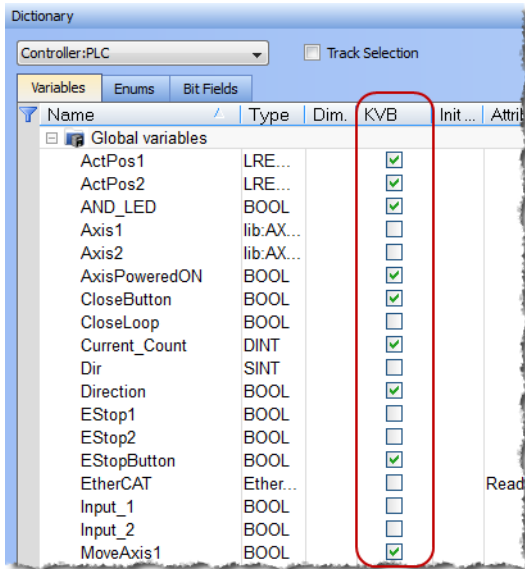 Dictionary
Controller:PLC Track Selection
Variables Enums Bit Fields
Name Type Dim. KVB Init ... Attrib
Global variables
ActPos1 LRE...
ActPos2 LRE...
AND_LED BOOL
Axis1 lib:AX...
Axis2 lib:AX...
AxisPoweredON BOOL
CloseButton BOOL
CloseLoop BOOL
Current_Count DINT
Dir SINT
Direction BOOL
EStop1 BOOL
EStop2 BOOL
EStopButton BOOL
EtherCAT Ether... Read
Input_1 BOOL
Input_2 BOOL
MoveAxis1 BOOL